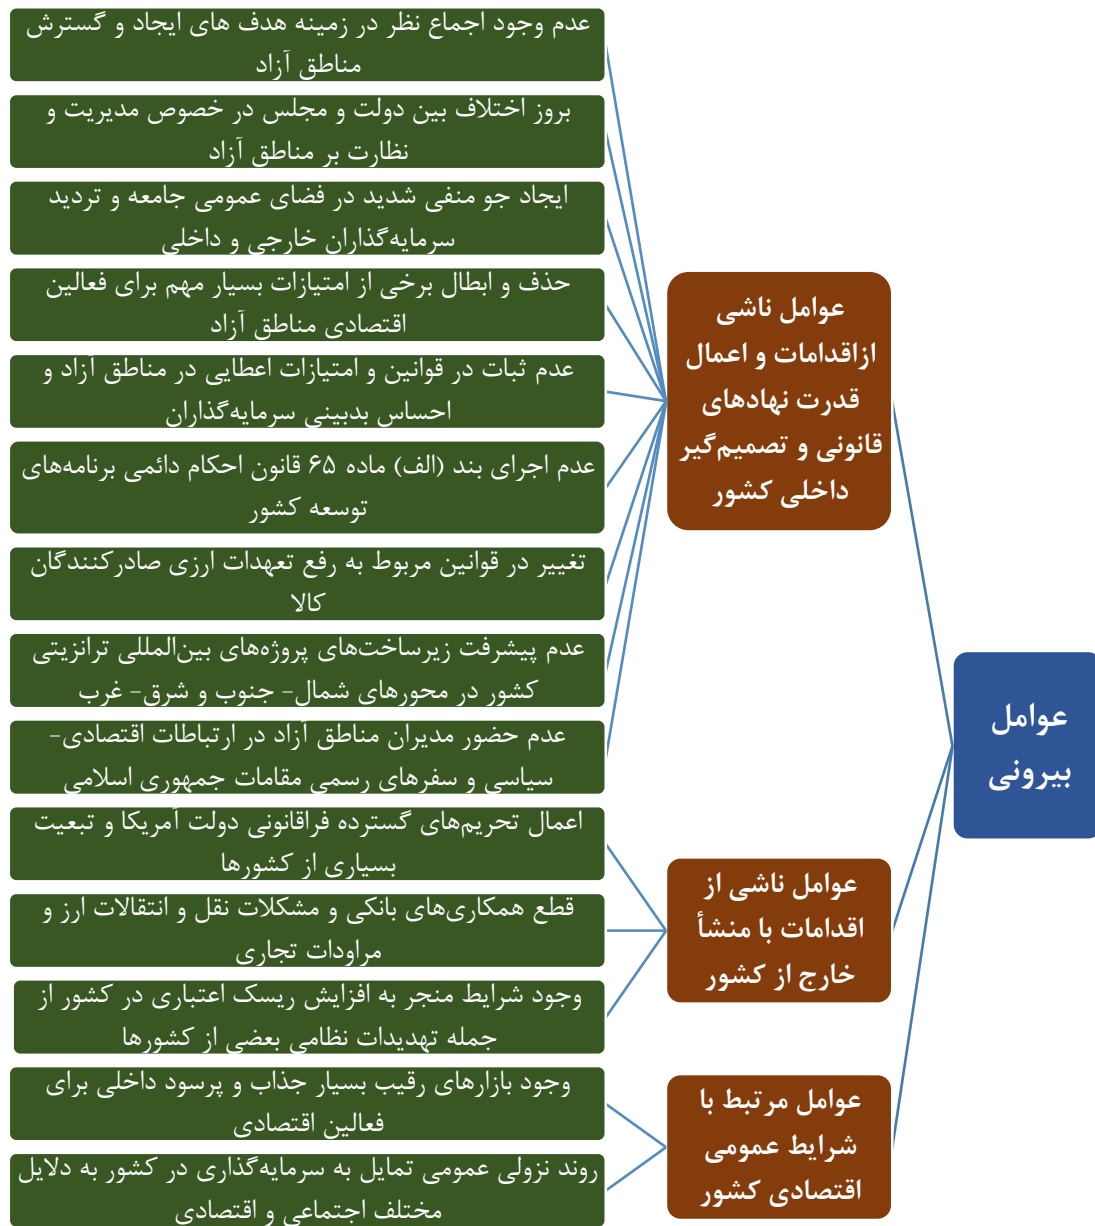 عوامل
بیرونی
عوامل ناشی
ازاقدامات و اعمال
قدرت نهادهای
قانونی و تصمیم‌گیر
داخلی کشور
عدم وجود اجماع نظر در زمینه هدف های ایجاد و گسترش
مناطق آزاد
بروز اختلاف بین دولت و مجلس در خصوص مدیریت و
نظارت بر مناطق آزاد
ایجاد جو منفی شدید در فضای عمومی جامعه و تردید
سرمایه‌گذاران خارجی و داخلی
حذف و ابطال برخی از امتیازات بسیار مهم برای فعالین
اقتصادی مناطق آزاد
عدم ثبات در قوانین و امتیازات اعطایی در مناطق آزاد و
احساس بدبینی سرمایه‌گذاران
عدم اجرای بند (الف) ماده ۶۵ قانون احکام دائمی برنامه‌های
توسعه کشور
تغییر در قوانین مربوط به رفع تعهدات ارزی صادرکنندگان
کالا
عدم پیشرفت زیرساخت‌های پروژه‌های بین‌المللی ترانزیتی
کشور در محورهای شمال- جنوب و شرق- غرب
عدم حضور مدیران مناطق آزاد در ارتباطات اقتصادی-
سیاسی و سفرهای رسمی مقامات جمهوری اسلامی
عوامل ناشی از
اقدامات با منشأ
خارج از کشور
اعمال تحریم‌های گسترده فراقانونی دولت آمریکا و تبعیت
بسیاری از کشورها
قطع همکاری‌های بانکی و مشکلات نقل و انتقالات ارز و
مراودات تجاری
وجود شرایط منجر به افزایش ریسک اعتباری در کشور از
جمله تهدیدات نظامی بعضی از کشورها
عوامل مرتبط با
شرایط عمومی
اقتصادی کشور
وجود بازارهای رقیب بسیار جذاب و پرسود داخلی برای
فعالین اقتصادی
روند نزولی عمومی تمایل به سرمایه‌گذاری در کشور به دلایل
مختلف اجتماعی و اقتصادی